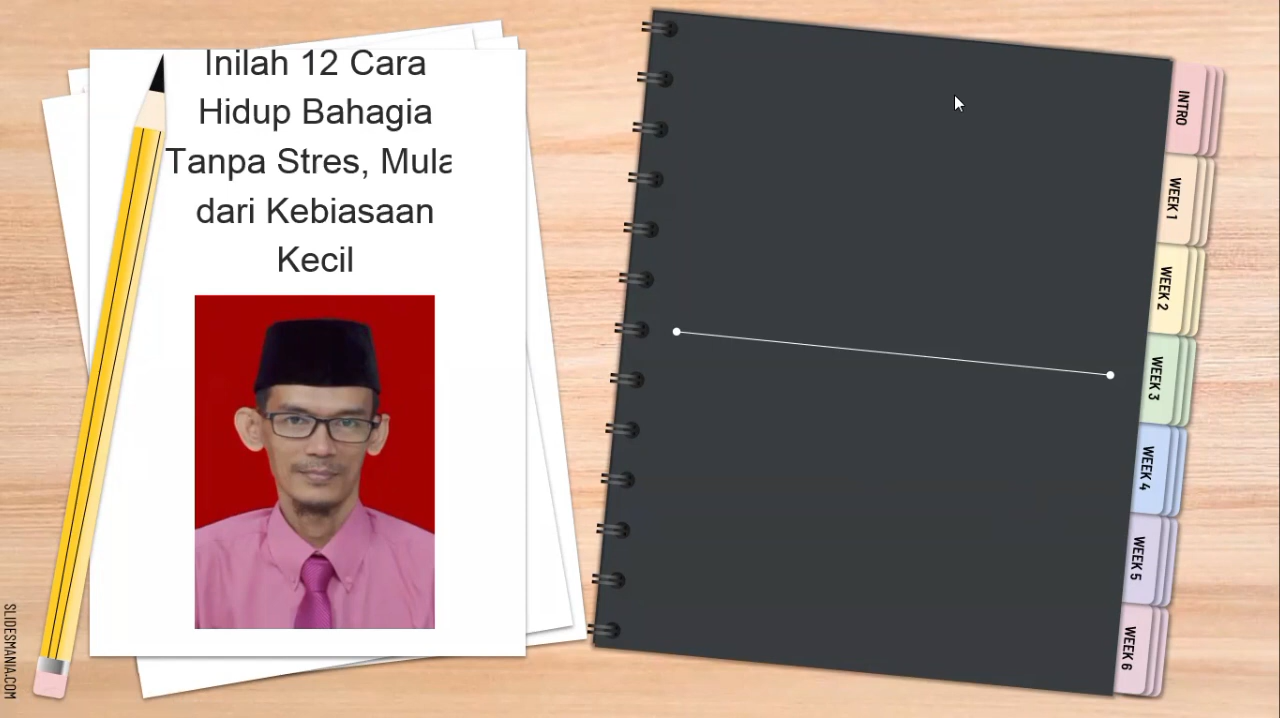 Inilah 12 Cara
Hidup Bahagia
Tanpa Stres, Mula
dari Kebiasaan
Kecil
INTRO
WEEK 1
WEEK 2
WEEK 3
WEEK 4
WEEK 5
WEEK 6
SLIDESMANIA.COM